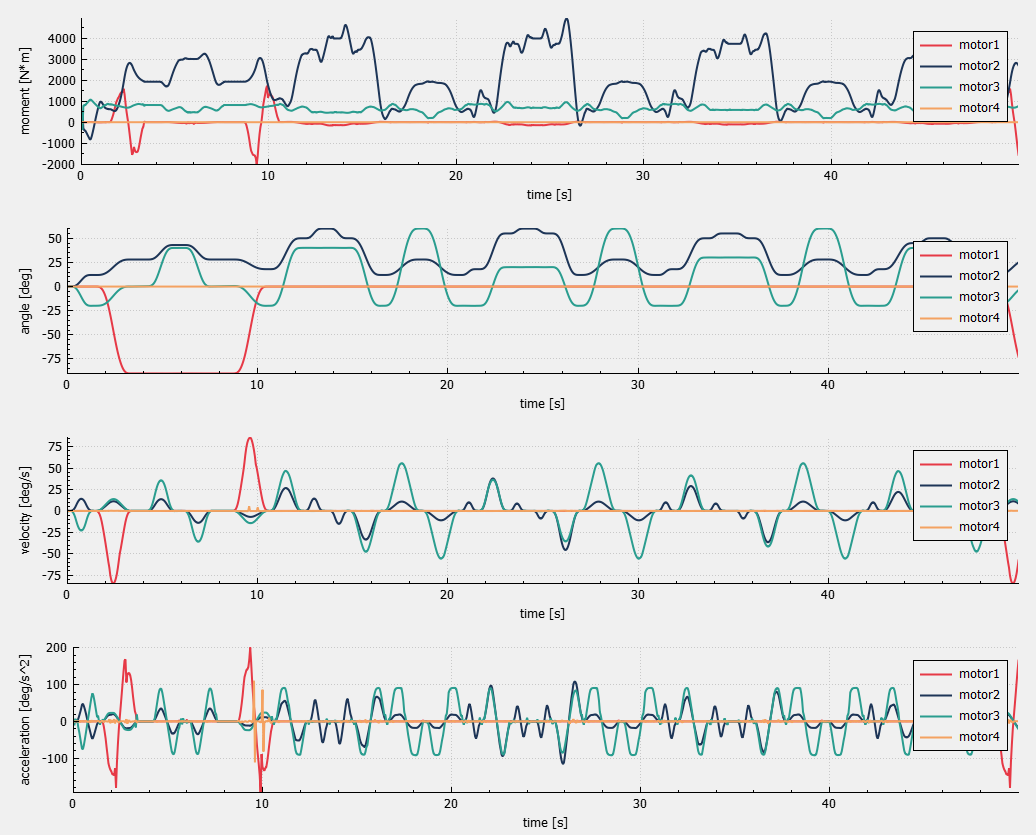 moment [N*m]
4000
3000
2000
1000
0
-1000
-2000
0
10
20
30
40
time [s]
motor1
motor2
motor3
motor4
angle [deg]
50
25
0
-25
-50
-75
0
10
20
30
40
time [s]
motor1
motor2
motor3
motor4
velocity [deg/s]
75
50
25
0
-25
-50
-75
0
10
20
30
40
time [s]
motor1
motor2
motor3
motor4
acceleration [deg/s^2]
200
100
0
-100
0
10
20
30
40
time [s]
motor1
motor2
motor3
motor4